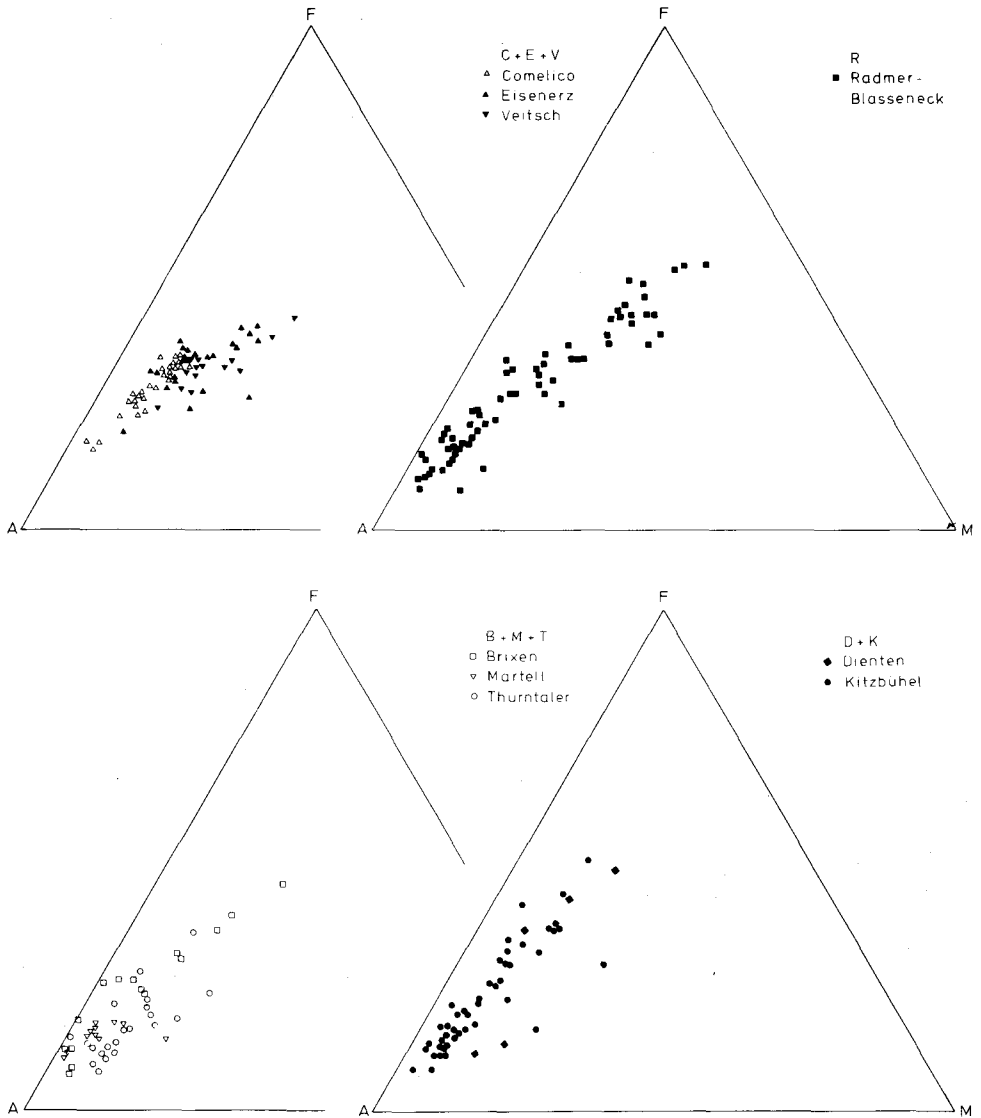 F
C + E + V
△ Comelico
▲ Eisenerz
▼ Veitsch
A
F
R
■ Radmer-
Blasseneck
A
M
F
B + M + T
□ Brixen
▽ Martell
○ Thurntaler
A
F
D + K
◆ Dienten
● Kitzbühel
A
M